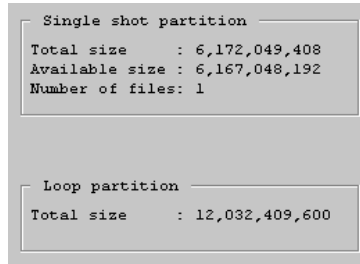 Single shot partition
Total size : 6,172,049,408
Available size : 6,167,048,192
Number of files: 1
Loop partition
Total size : 12,032,409,600